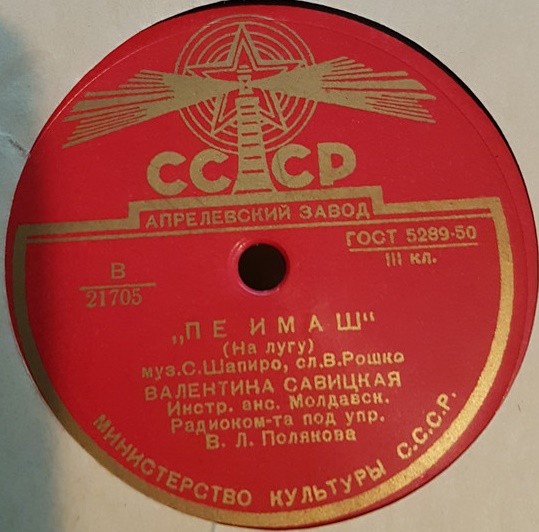 СССР
АПРЕЛЕВСКИЙ ЗАВОД
ГОСТ 5289-50
III кл.
В
21705
„ПЕ ИМАШ“
(На лугу)
муз.С.Шапиро, сл.В.Рошко
ВАЛЕНТИНА САВИЦКАЯ
Инстр. анс. Молдавск.
Радиоком-та под упр.
В. Л. Полякова
МИНИСТЕРСТВО КУЛЬТУРЫ С.С.С.Р.